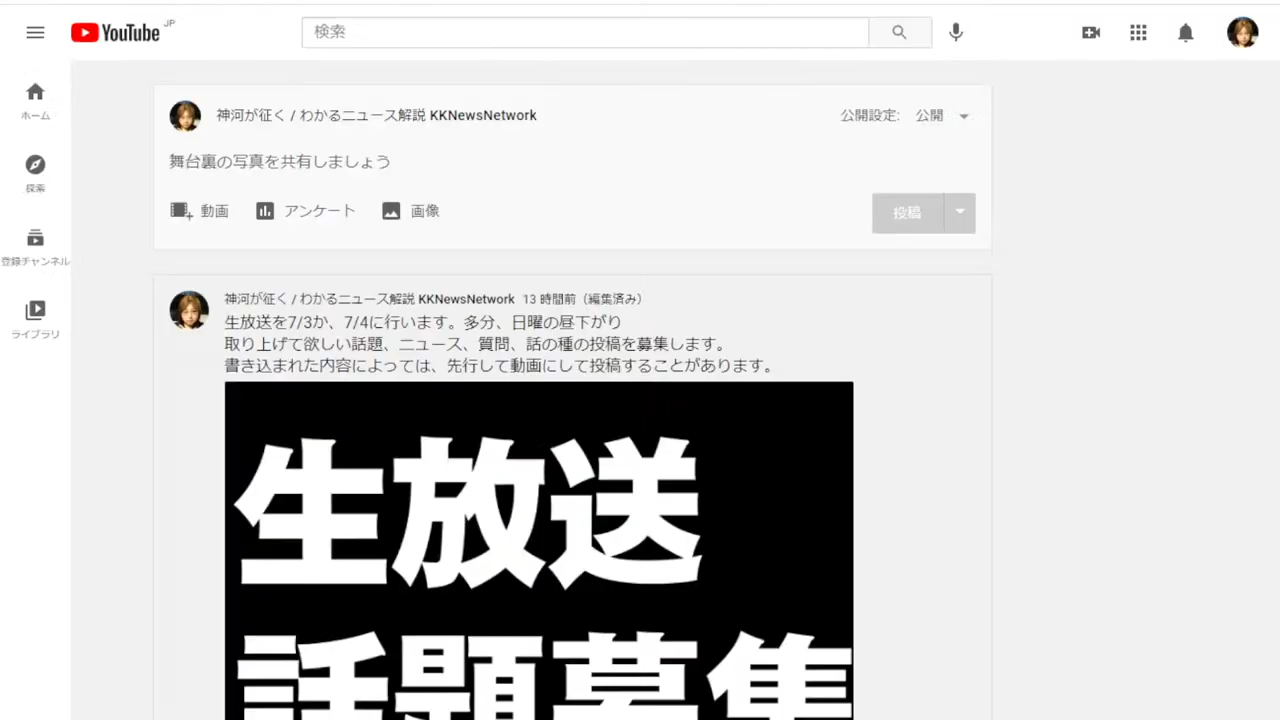 YouTube JP
検索
ホーム
探索
登録チャンネル
ライブラリ
神河が征く / わかるニュース解説 KKNewsNetwork
公開設定: 公開
舞台裏の写真を共有しましょう
動画 アンケート 画像
投稿
神河が征く / わかるニュース解説 KKNewsNetwork 13 時間前（編集済み）
生放送を7/3か、7/4に行います。多分、日曜の昼下がり
取り上げて欲しい話題、ニュース、質問、話の種の投稿を募集します。
書き込まれた内容によっては、先行して動画にして投稿することがあります。
生放送
話題募集